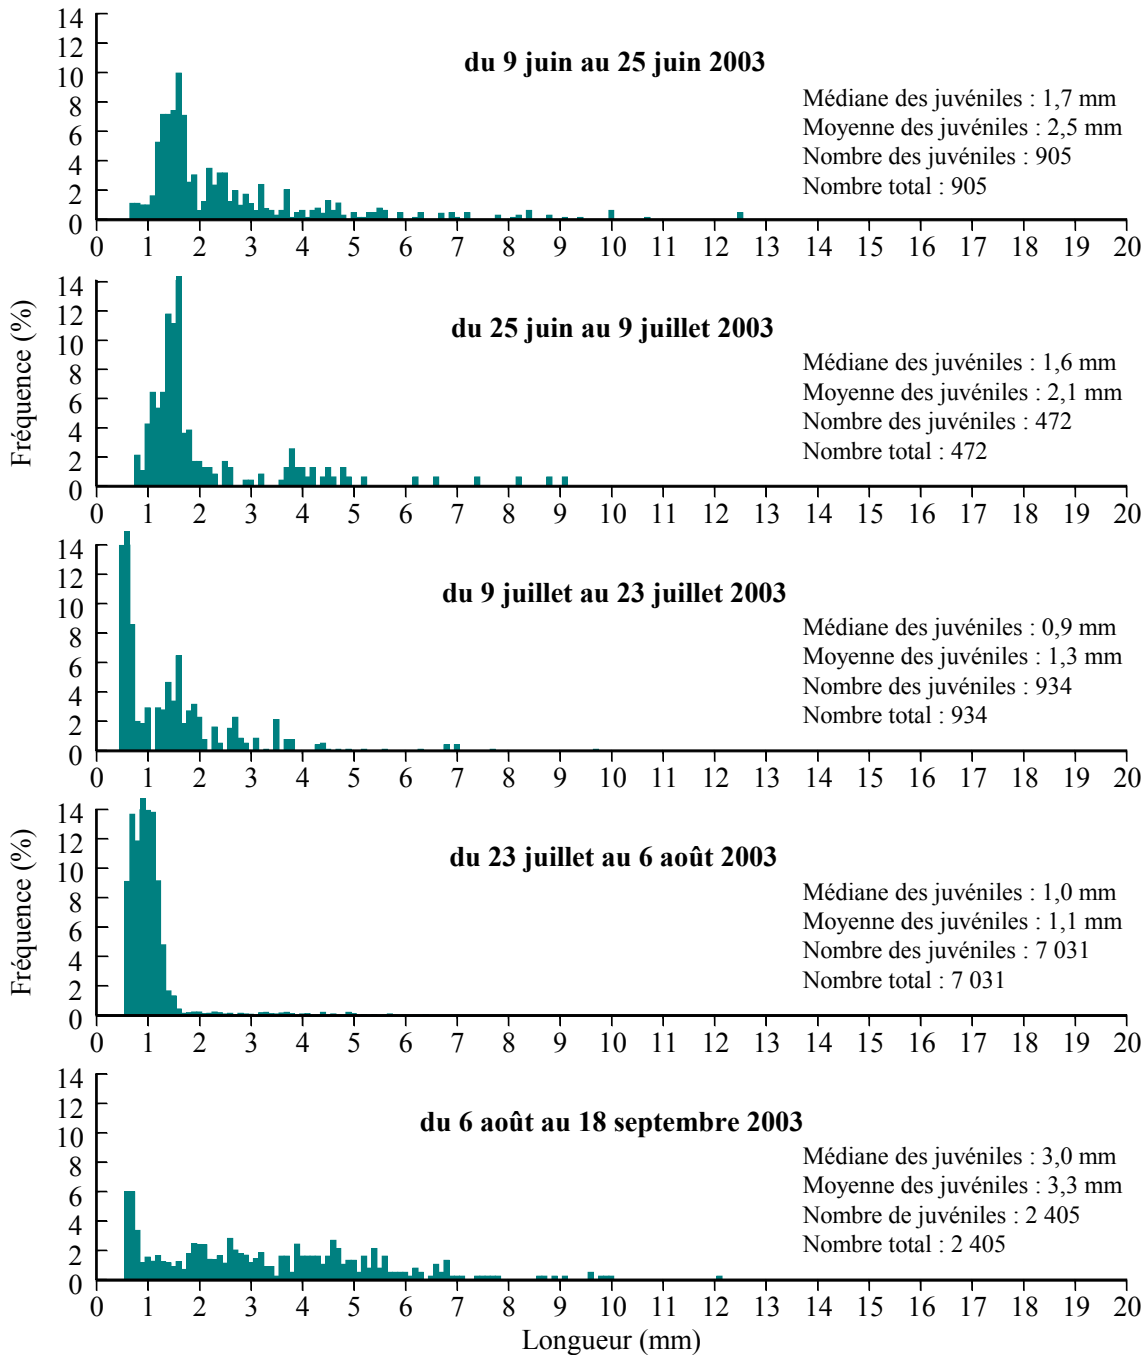 14
12
10
8
6
4
2
0
du 9 juin au 25 juin 2003
Médiane des juvéniles : 1,7 mm
Moyenne des juvéniles : 2,5 mm
Nombre des juvéniles : 905
Nombre total : 905
0 1 2 3 4 5 6 7 8 9 10 11 12 13 14 15 16 17 18 19 20
Fréquence (%)
14
12
10
8
6
4
2
0
du 25 juin au 9 juillet 2003
Médiane des juvéniles : 1,6 mm
Moyenne des juvéniles : 2,1 mm
Nombre des juvéniles : 472
Nombre total : 472
0 1 2 3 4 5 6 7 8 9 10 11 12 13 14 15 16 17 18 19 20
14
12
10
8
6
4
2
0
du 9 juillet au 23 juillet 2003
Médiane des juvéniles : 0,9 mm
Moyenne des juvéniles : 1,3 mm
Nombre des juvéniles : 934
Nombre total : 934
0 1 2 3 4 5 6 7 8 9 10 11 12 13 14 15 16 17 18 19 20
Fréquence (%)
14
12
10
8
6
4
2
0
du 23 juillet au 6 août 2003
Médiane des juvéniles : 1,0 mm
Moyenne des juvéniles : 1,1 mm
Nombre des juvéniles : 7 031
Nombre total : 7 031
0 1 2 3 4 5 6 7 8 9 10 11 12 13 14 15 16 17 18 19 20
14
12
10
8
6
4
2
0
du 6 août au 18 septembre 2003
Médiane des juvéniles : 3,0 mm
Moyenne des juvéniles : 3,3 mm
Nombre de juvéniles : 2 405
Nombre total : 2 405
0 1 2 3 4 5 6 7 8 9 10 11 12 13 14 15 16 17 18 19 20
Longueur (mm)